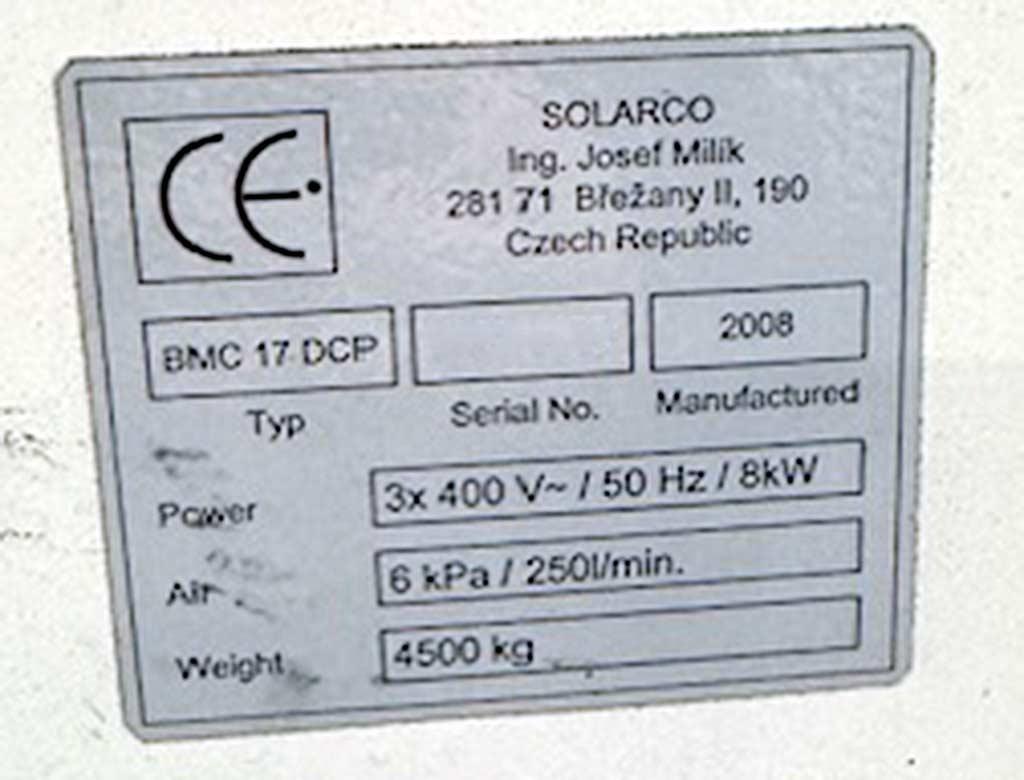 CE
SOLARCO
Ing. Josef Milík
281 71 Břežany II, 190
Czech Republic
BMC 17 DCP
2008
Typ
Serial No.
Manufactured
Power
3x 400 V~ / 50 Hz / 8kW
Air
6 kPa / 250l/min.
Weight
4500 kg